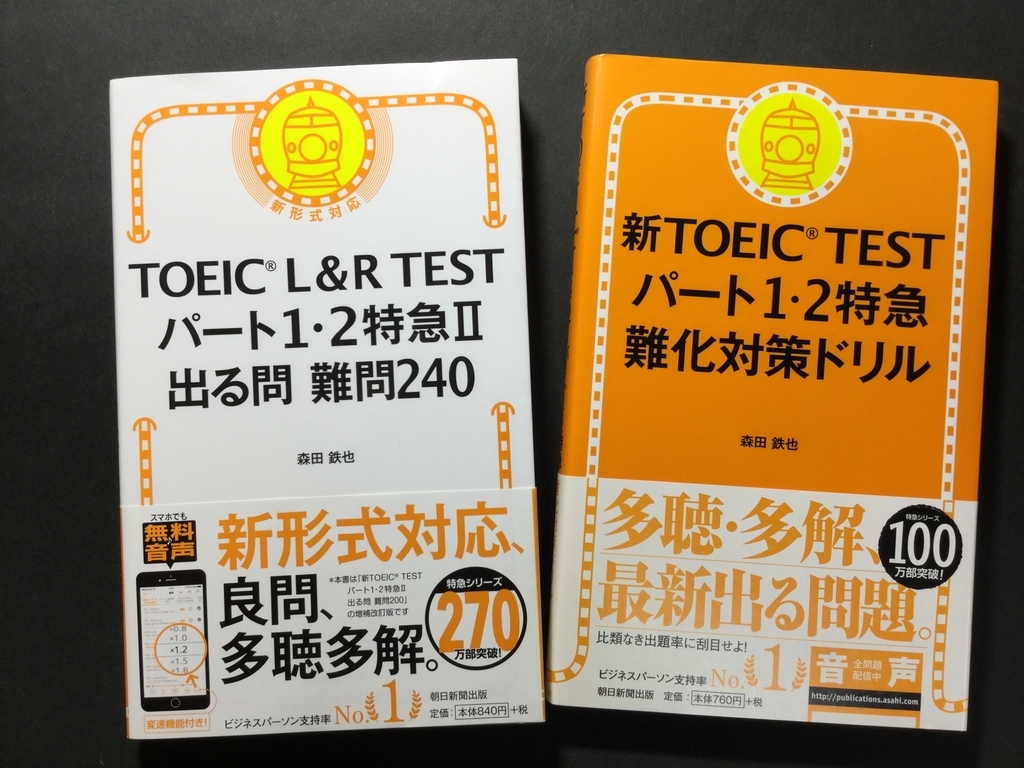 新形式対応
TOEIC® L&R TEST
パート1・2特急Ⅱ
出る問 難問240
森田 鉄也
スマホでも
無料
音声
新形式対応、
良問、
多聴多解。
*本書は「新TOEIC® TEST
パート1・2特急Ⅱ
出る問 難問200」
の増補改訂版です
特急シリーズ
270
万部突破!
×0.8
×1.0
×1.2
×1.5
×1.8
変速機能付き!
ビジネスパーソン支持率 No.1
朝日新聞出版
定価:本体840円+税
新TOEIC® TEST
パート1・2特急
難化対策ドリル
森田 鉄也
多聴・多解、
最新出る問題。
特急シリーズ
100
万部突破!
比類なき出題率に刮目せよ!
ビジネスパーソン支持率 No.1
朝日新聞出版 定価:本体760円+税
音声
全問題
配信中
http://publications.asahi.com